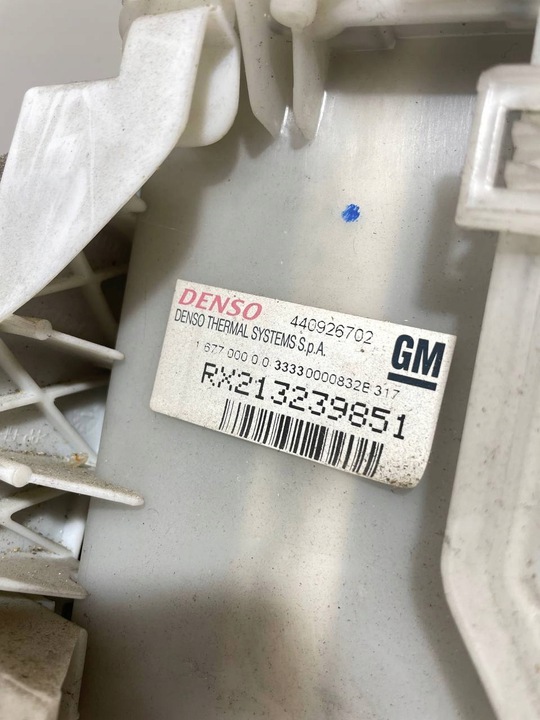 DENSO 440926702
DENSO THERMAL SYSTEMS S.p.A.
GM
1 677 000 0 0 33330000832E 317
RX213239851